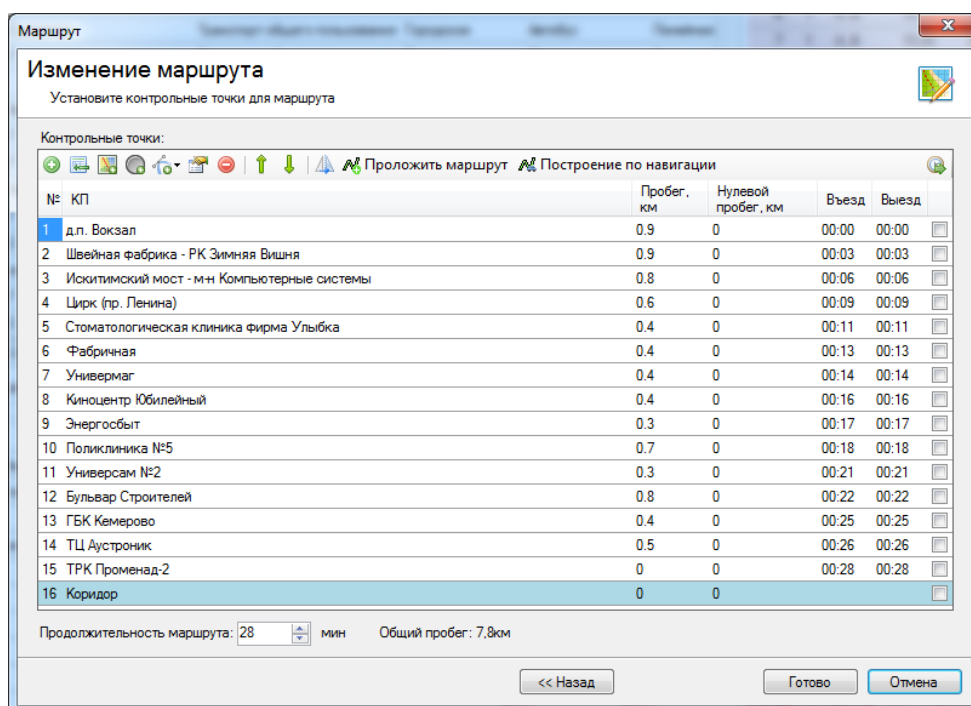 Маршрут
Изменение маршрута
Установите контрольные точки для маршрута
Контрольные точки:
Проложить маршрут Построение по навигации
№ КП Пробег, км Нулевой пробег, км Въезд Выезд
1 д.п. Вокзал 0.9 0 00:00 00:00
2 Швейная фабрика - РК Зимняя Вишня 0.9 0 00:03 00:03
3 Искитимский мост - м-н Компьютерные системы 0.8 0 00:06 00:06
4 Цирк (пр. Ленина) 0.6 0 00:09 00:09
5 Стоматологическая клиника фирма Улыбка 0.4 0 00:11 00:11
6 Фабричная 0.4 0 00:13 00:13
7 Универмаг 0.4 0 00:14 00:14
8 Киноцентр Юбилейный 0.4 0 00:16 00:16
9 Энергосбыт 0.3 0 00:17 00:17
10 Поликлиника №5 0.7 0 00:18 00:18
11 Универсам №2 0.3 0 00:21 00:21
12 Бульвар Строителей 0.8 0 00:22 00:22
13 ГБК Кемерово 0.4 0 00:25 00:25
14 ТЦ Аустроник 0.5 0 00:26 00:26
15 ТРК Променад-2 0 0 00:28 00:28
16 Коридор 0 0
Продолжительность маршрута: 28 мин Общий пробег: 7,8км
<< Назад Готово Отмена